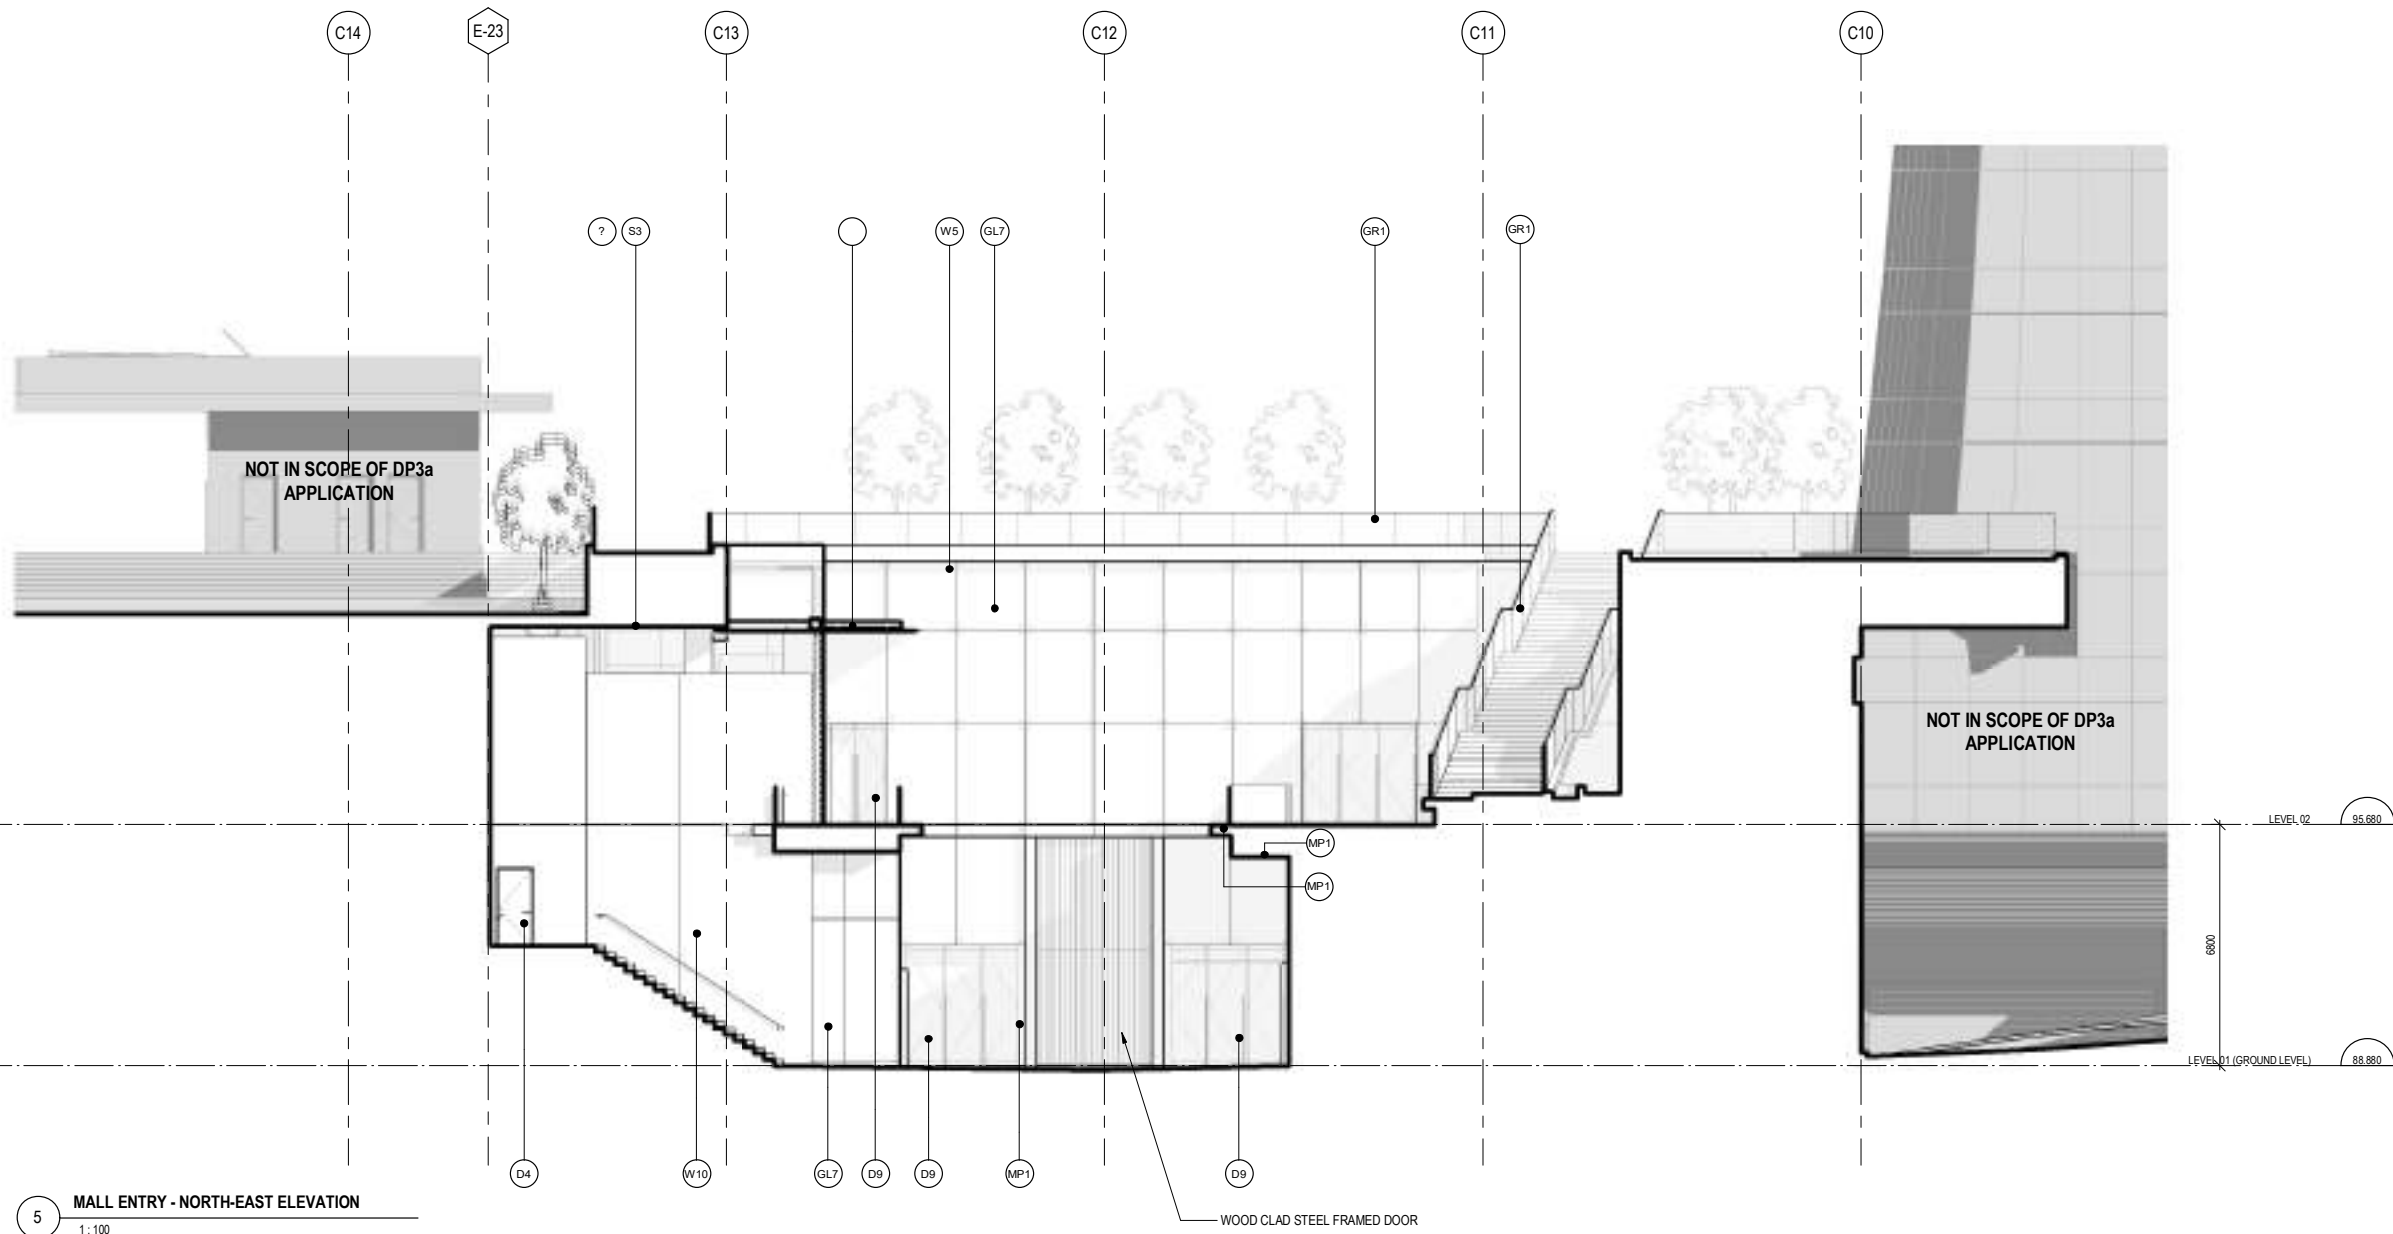 C14
E-23
C13
C12
C11
C10
?
S3
W5
GL7
GR1
GR1
NOT IN SCOPE OF DP3a
APPLICATION
NOT IN SCOPE OF DP3a
APPLICATION
LEVEL 02
95.680
MP1
MP1
6800
LEVEL 01 (GROUND LEVEL)
88.880
D4
W10
GL7
D9
D9
MP1
D9
5
MALL ENTRY - NORTH-EAST ELEVATION
1 : 100
WOOD CLAD STEEL FRAMED DOOR